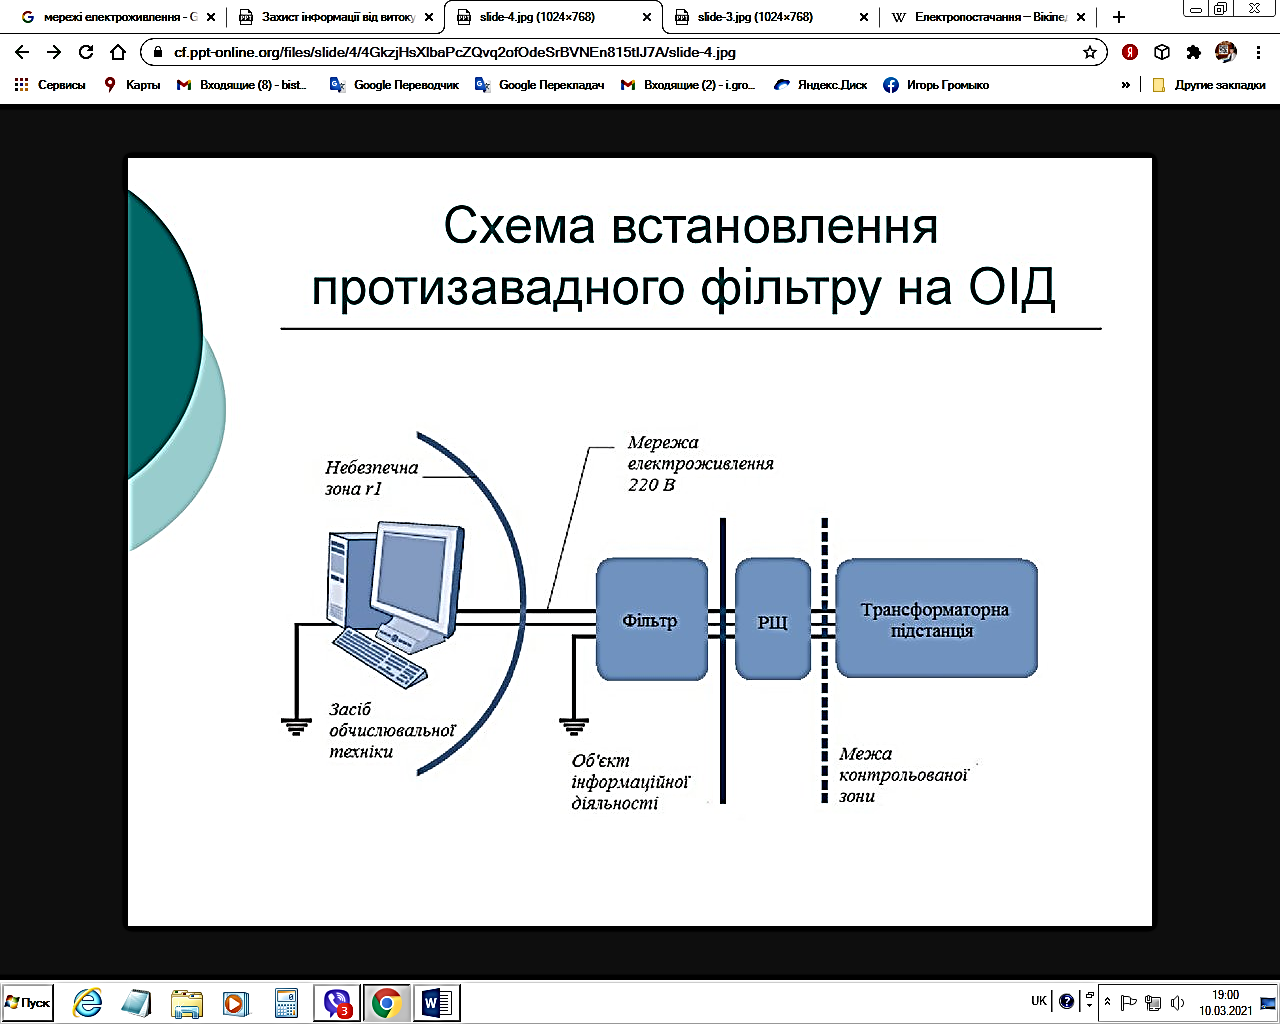 мережі електроживлення - G
Захист інформації від витоку
slide-4.jpg (1024×768)
slide-3.jpg (1024×768)
Електропостачання – Вікіпе
cf.ppt-online.org/files/slide/4/4GkzjHsXlbaPcZQvq2ofOdeSrBVNEn815tIJ7A/slide-4.jpg
Сервисы
Карты
Входящие (8) - bist...
Google Переводчик
Google Перекладач
Входящие (2) - i.gro...
Яндекс.Диск
Игорь Громыко
»
Другие закладки
Схема встановлення
протизавадного фільтру на ОІД
Небезпечна
зона r1
Мережа
електроживлення
220 В
Фільтр
РЩ
Трансформаторна
підстанція
Засіб
обчислювальної
техніки
Об'єкт
інформаційної
діяльності
Межа
контрольованої
зони
Пуск
3
UK
19:00
10.03.2021